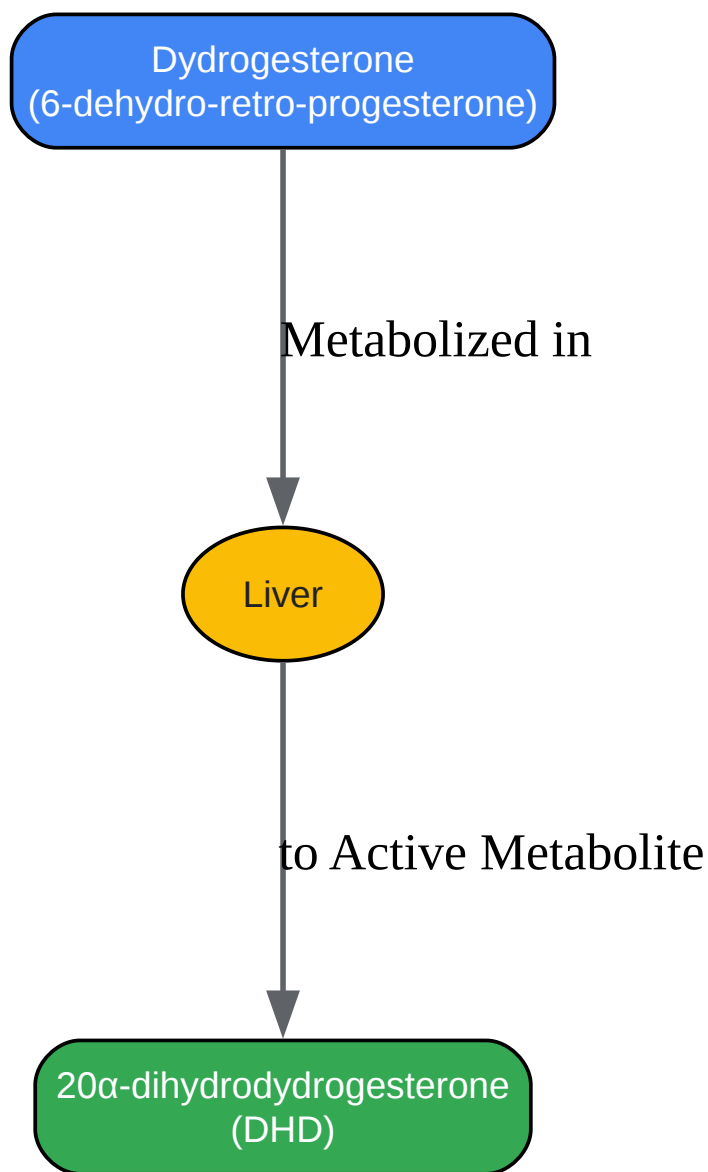 Dydrogesterone
(6-dehydro-retro-progesterone)
Metabolized in
Liver
to Active Metabolite
20α-dihydrodydrogesterone
(DHD)